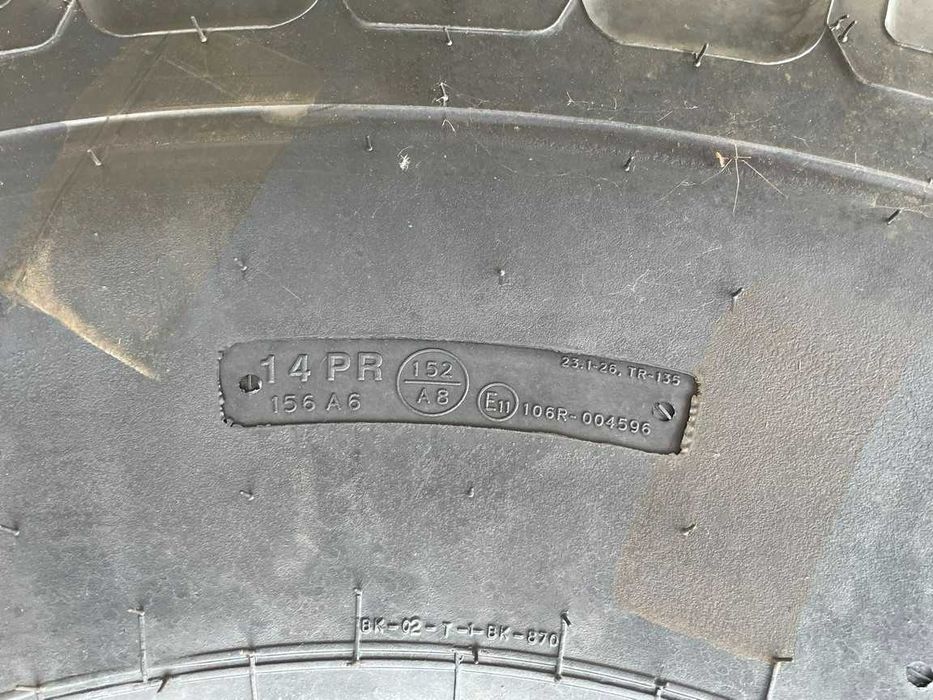 14 PR
156 A6
152
A8
23.1-26, TR-135
E11 106R-004596
BK-02-T-1-BK-870